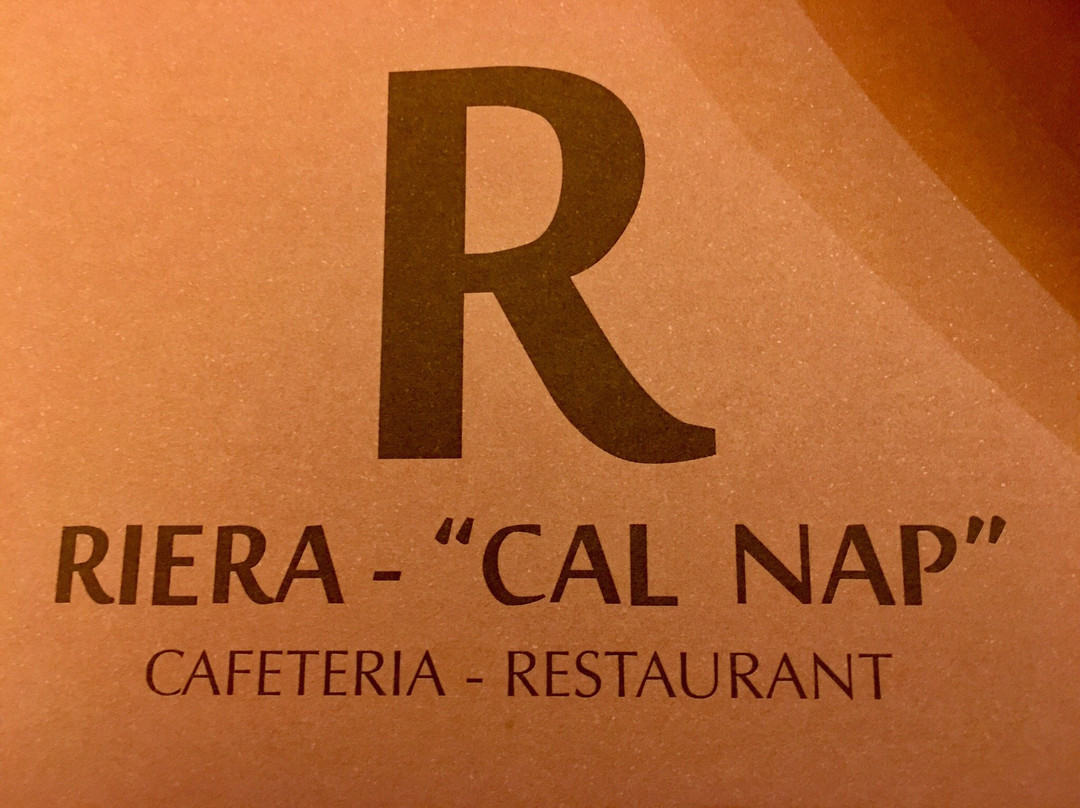 R
RIERA - “CAL NAP”
CAFETERIA - RESTAURANT